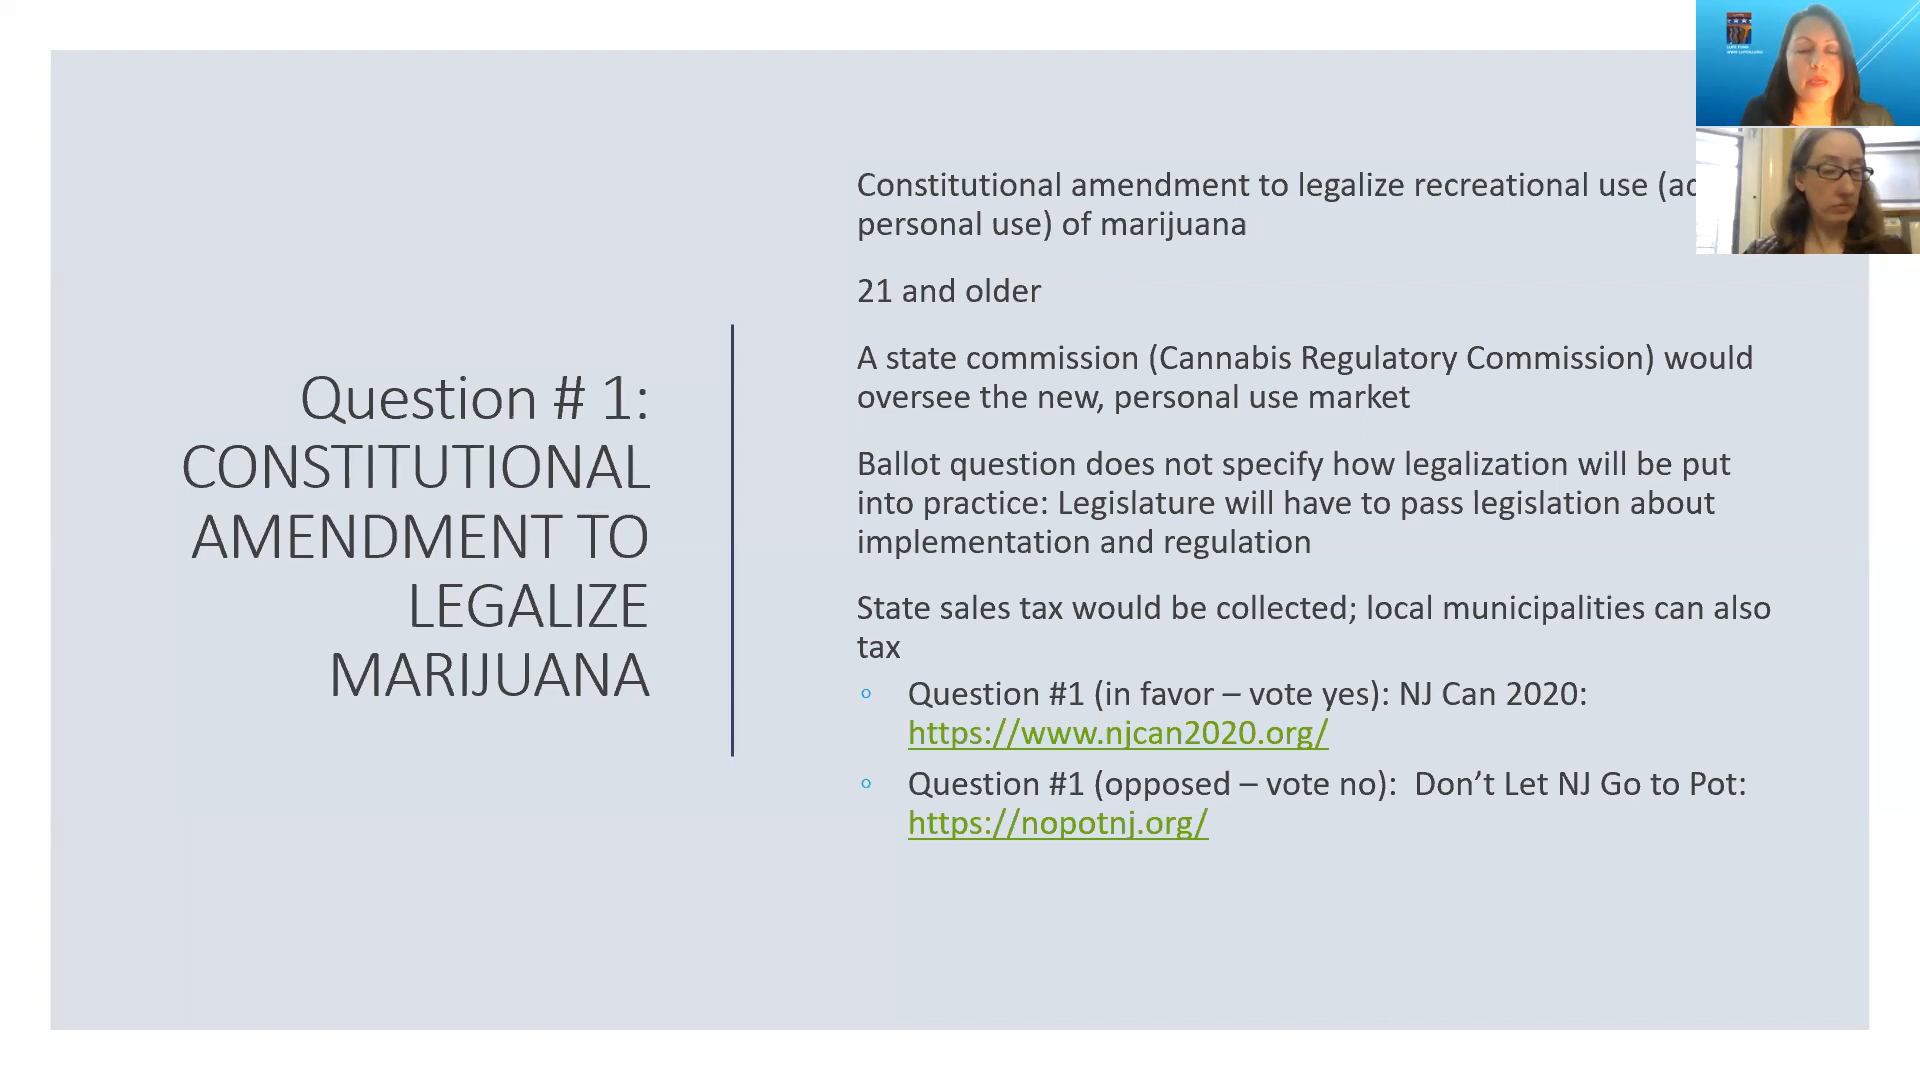 Question # 1:
CONSTITUTIONAL
AMENDMENT TO
LEGALIZE
MARIJUANA
Constitutional amendment to legalize recreational use
personal use) of marijuana
21 and older
A state commission (Cannabis Regulatory Commission) would
oversee the new, personal use market
Ballot question does not specify how legalization will be put
into practice: Legislature will have to pass legislation about
implementation and regulation
State sales tax would be collected; local municipalities can also
tax
Question #1 (in favor – vote yes): NJ Can 2020:
https://www.njcan2020.org/
Question #1 (opposed – vote no):  Don’t Let NJ Go to Pot:
https://nopotnj.org/